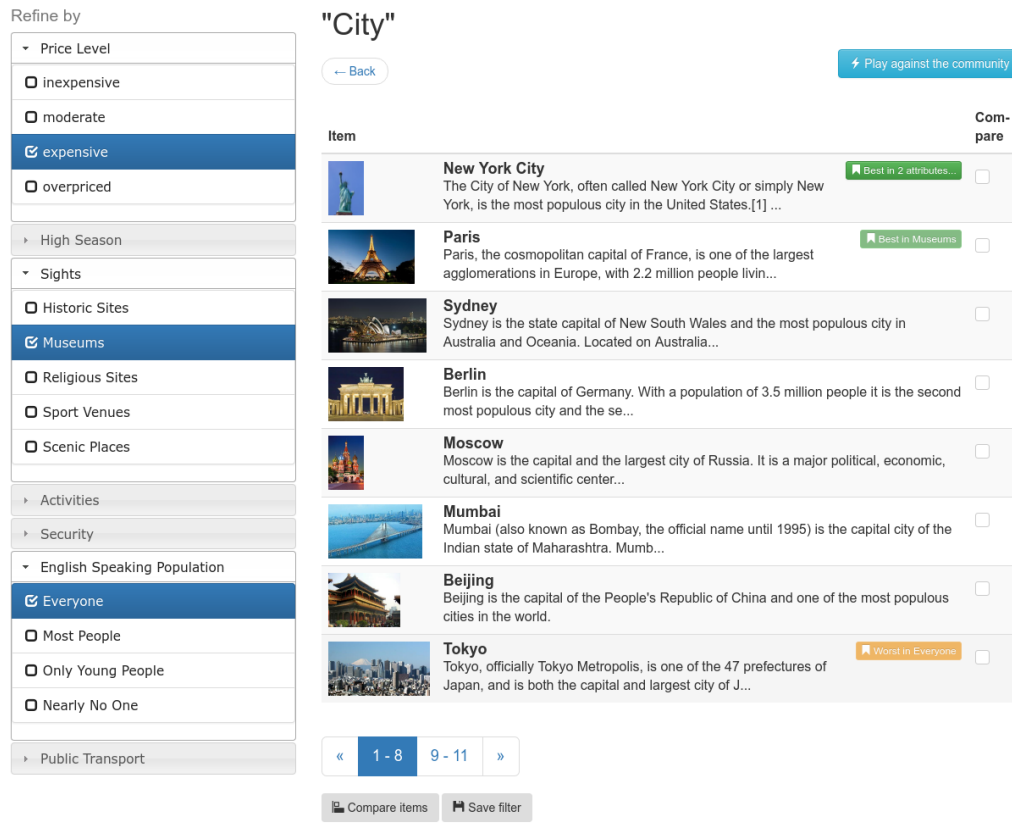 Refine by
Price Level
inexpensive
moderate
expensive
overpriced
High Season
Sights
Historic Sites
Museums
Religious Sites
Sport Venues
Scenic Places
Activities
Security
English Speaking Population
Everyone
Most People
Only Young People
Nearly No One
Public Transport
"City"
← Back
Play against the community
Item
Com-
pare
New York City
Best in 2 attributes...
The City of New York, often called New York City or simply New
York, is the most populous city in the United States.[1] ...
Paris
Best in Museums
Paris, the cosmopolitan capital of France, is one of the largest
agglomerations in Europe, with 2.2 million people livin...
Sydney
Sydney is the state capital of New South Wales and the most populous city in
Australia and Oceania. Located on Australia...
Berlin
Berlin is the capital of Germany. With a population of 3.5 million people it is the second
most populous city and the se...
Moscow
Moscow is the capital and the largest city of Russia. It is a major political, economic,
cultural, and scientific center...
Mumbai
Mumbai (also known as Bombay, the official name until 1995) is the capital city of the
Indian state of Maharashtra. Mumb...
Beijing
Beijing is the capital of the People's Republic of China and one of the most populous
cities in the world.
Tokyo
Worst in Everyone
Tokyo, officially Tokyo Metropolis, is one of the 47 prefectures of
Japan, and is both the capital and largest city of J...
« 1 - 8 9 - 11 »
Compare items Save filter